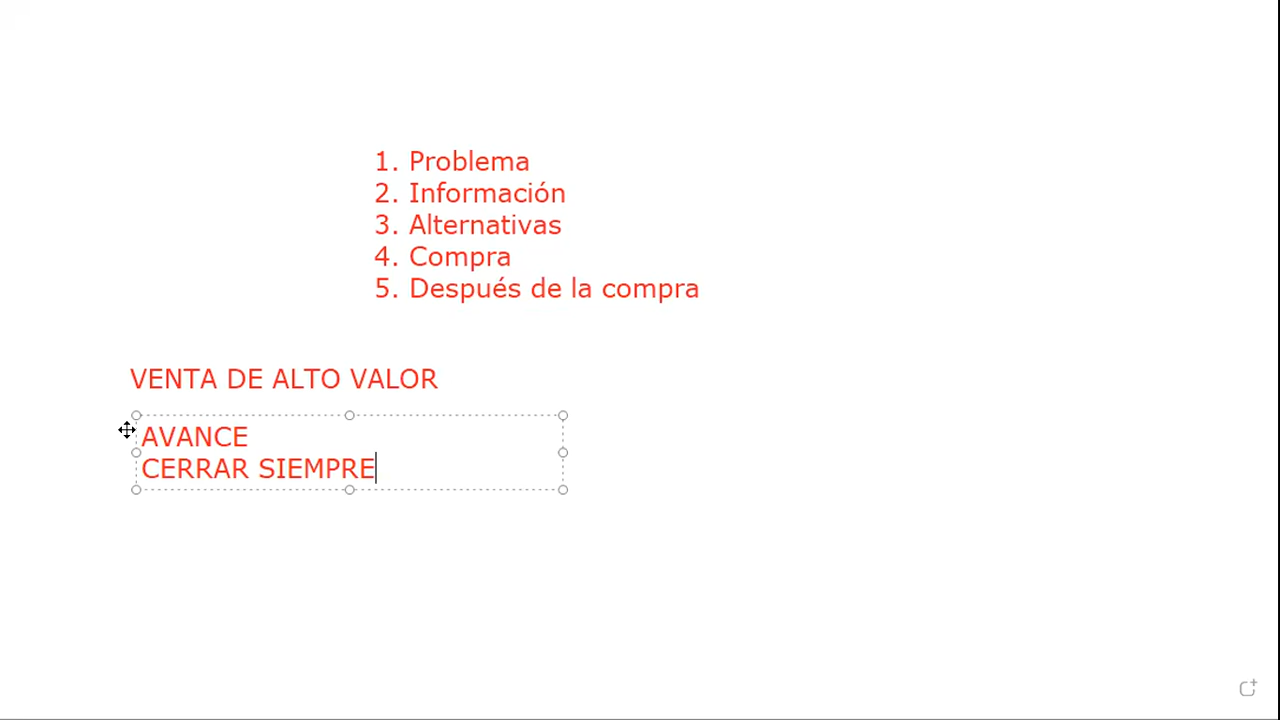 1. Problema
2. Información
3. Alternativas
4. Compra
5. Después de la compra
VENTA DE ALTO VALOR
AVANCE
CERRAR SIEMPRE